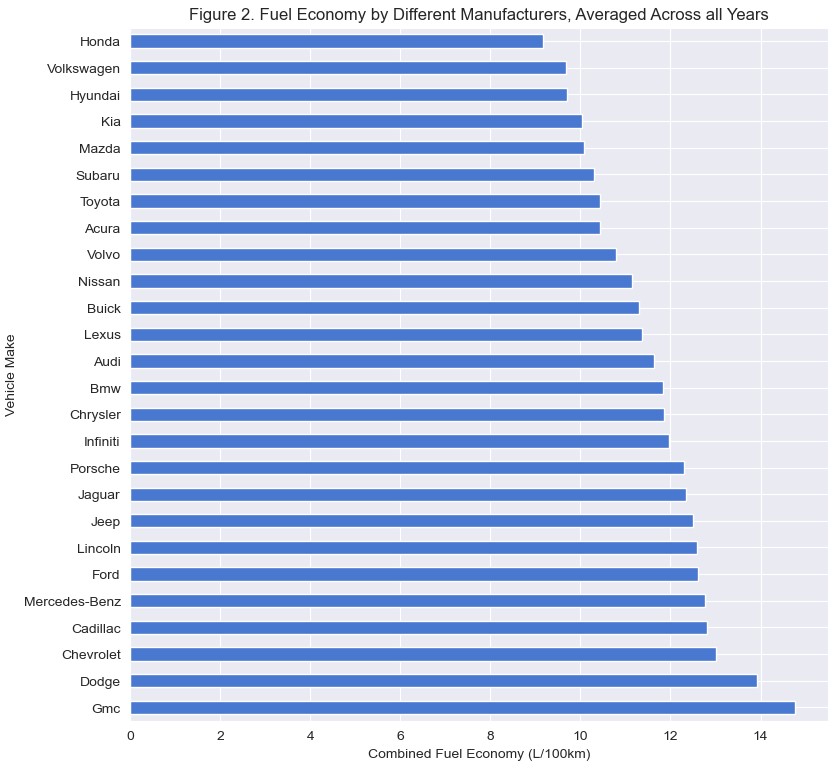 Figure 2. Fuel Economy by Different Manufacturers, Averaged Across all Years
Vehicle Make
Honda
Volkswagen
Hyundai
Kia
Mazda
Subaru
Toyota
Acura
Volvo
Nissan
Buick
Lexus
Audi
Bmw
Chrysler
Infiniti
Porsche
Jaguar
Jeep
Lincoln
Ford
Mercedes-Benz
Cadillac
Chevrolet
Dodge
Gmc
0 2 4 6 8 10 12 14
Combined Fuel Economy (L/100km)